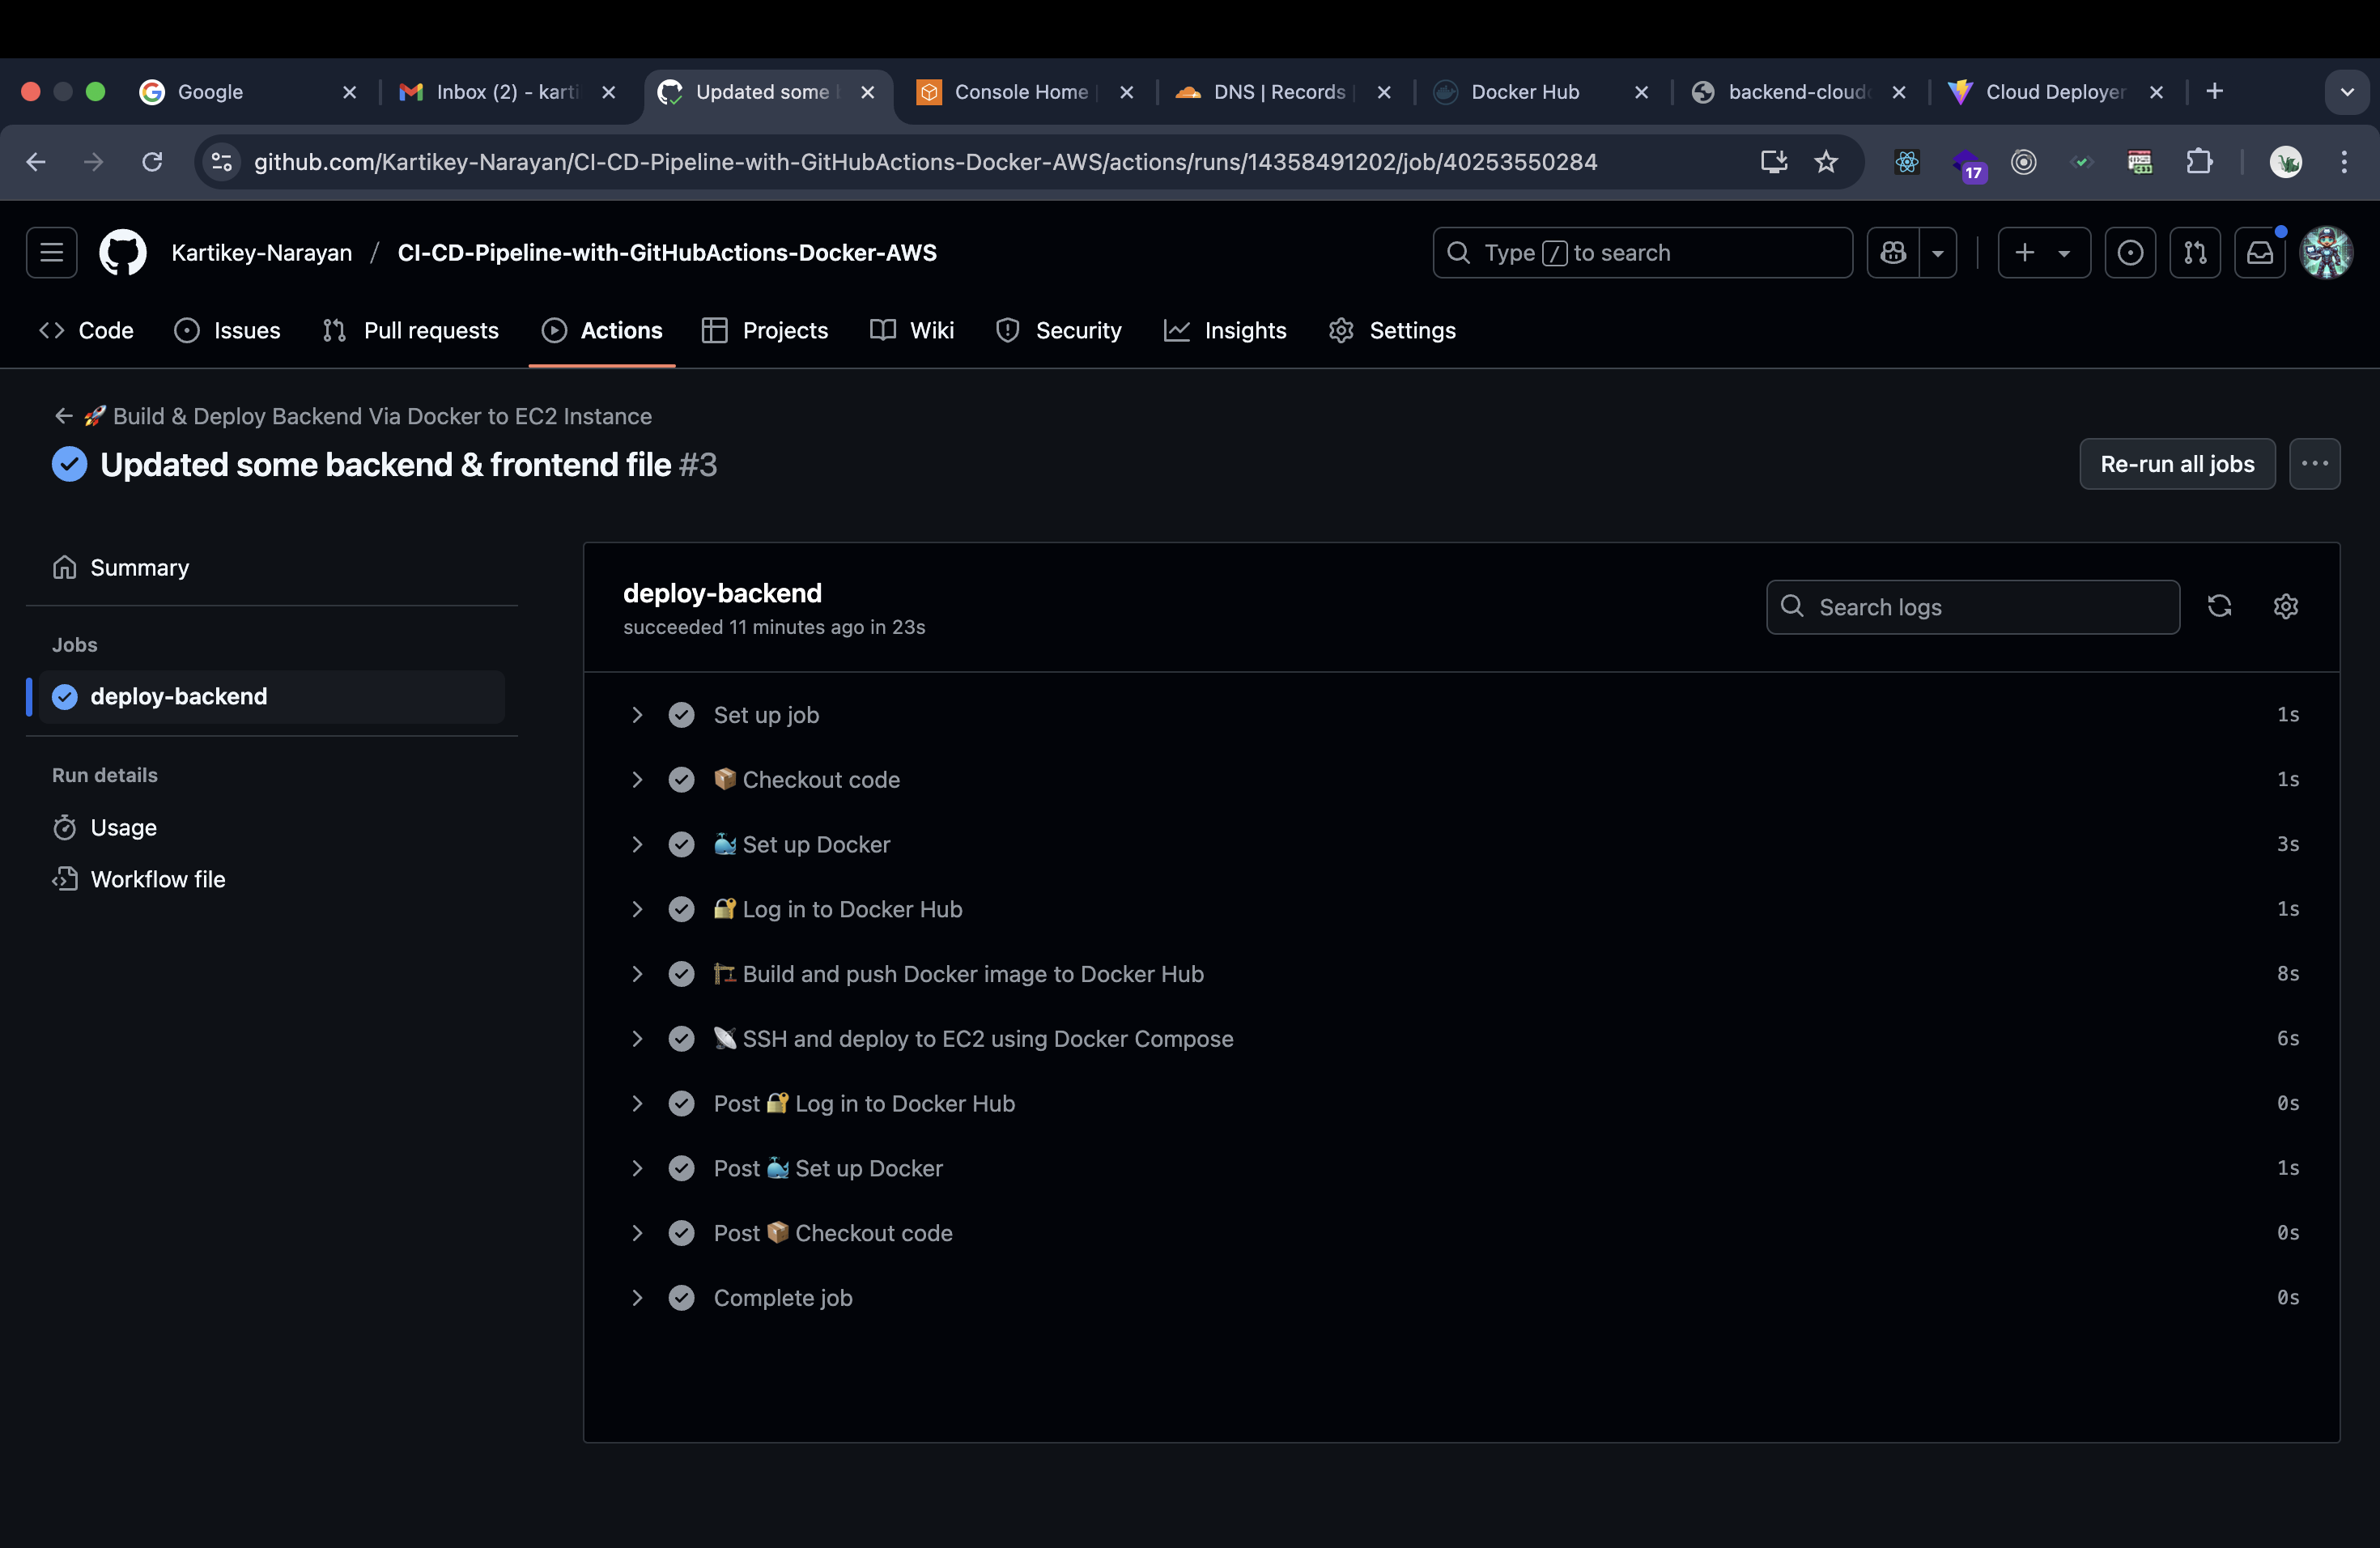 Google
Inbox (2) - karti
Updated some
Console Home
DNS | Records
Docker Hub
backend-cloud
Cloud Deployer
github.com/Kartikey-Narayan/CI-CD-Pipeline-with-GitHubActions-Docker-AWS/actions/runs/14358491202/job/40253550284
17
Kartikey-Narayan / CI-CD-Pipeline-with-GitHubActions-Docker-AWS
Type / to search
Code
Issues
Pull requests
Actions
Projects
Wiki
Security
Insights
Settings
🚀 Build & Deploy Backend Via Docker to EC2 Instance
Updated some backend & frontend file #3
Re-run all jobs
Summary
Jobs
deploy-backend
Run details
Usage
Workflow file
deploy-backend
succeeded 11 minutes ago in 23s
Search logs
Set up job 1s
📦 Checkout code 1s
🐳 Set up Docker 3s
🔐 Log in to Docker Hub 1s
🏗️ Build and push Docker image to Docker Hub 8s
📡 SSH and deploy to EC2 using Docker Compose 6s
Post 🔐 Log in to Docker Hub 0s
Post 🐳 Set up Docker 1s
Post 📦 Checkout code 0s
Complete job 0s